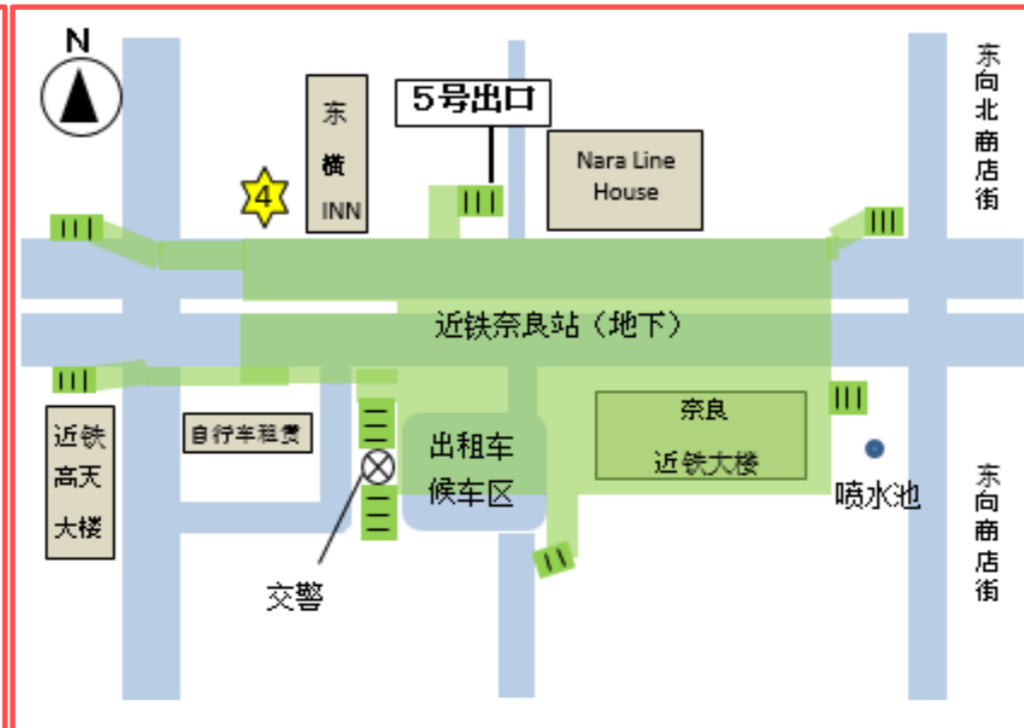 N
东
横
INN
5号出口
Nara Line
House
东
向
北
商
店
街
4
近铁奈良站（地下）
近铁
高天
大楼
自行车租赁
出租车
候车区
奈良
近铁大楼
喷水池
交警
东
向
商
店
街